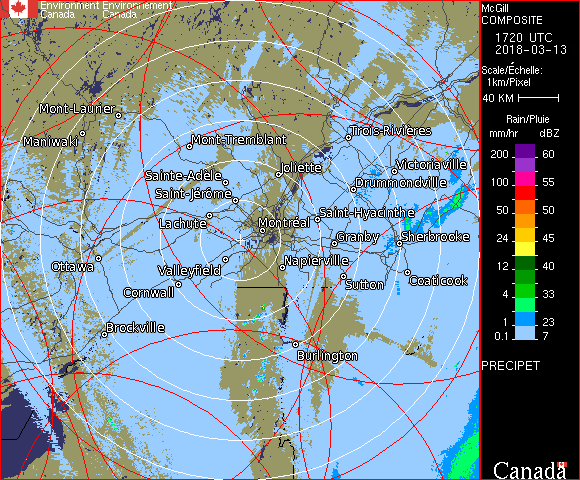 Environment Environnement
Canada Canada
McGill
COMPOSITE
1720 UTC
2018-03-13
Scale/Échelle:
1km/Pixel
40 KM
Rain/Pluie
mm/hr dBZ
200 60
100 55
50 50
24 45
12 40
4 33
1 23
0.1 7
PRECIPET
Canada
Mont-Laurier
Maniwaki
Mont-Tremblant
Trois-Rivières
Joliette
Victoriaville
Sainte-Adèle
Drummondville
Saint-Jérôme
Lachute
Montréal
Saint-Hyacinthe
Granby
Sherbrooke
Ottawa
Valleyfield
Napierville
Coaticook
Cornwall
Sutton
Brockville
Burlington